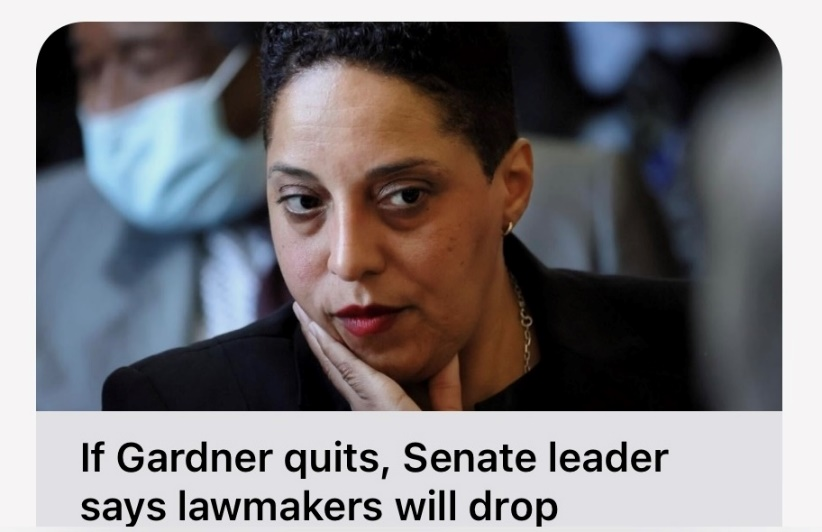 If Gardner quits, Senate leader
says lawmakers will drop